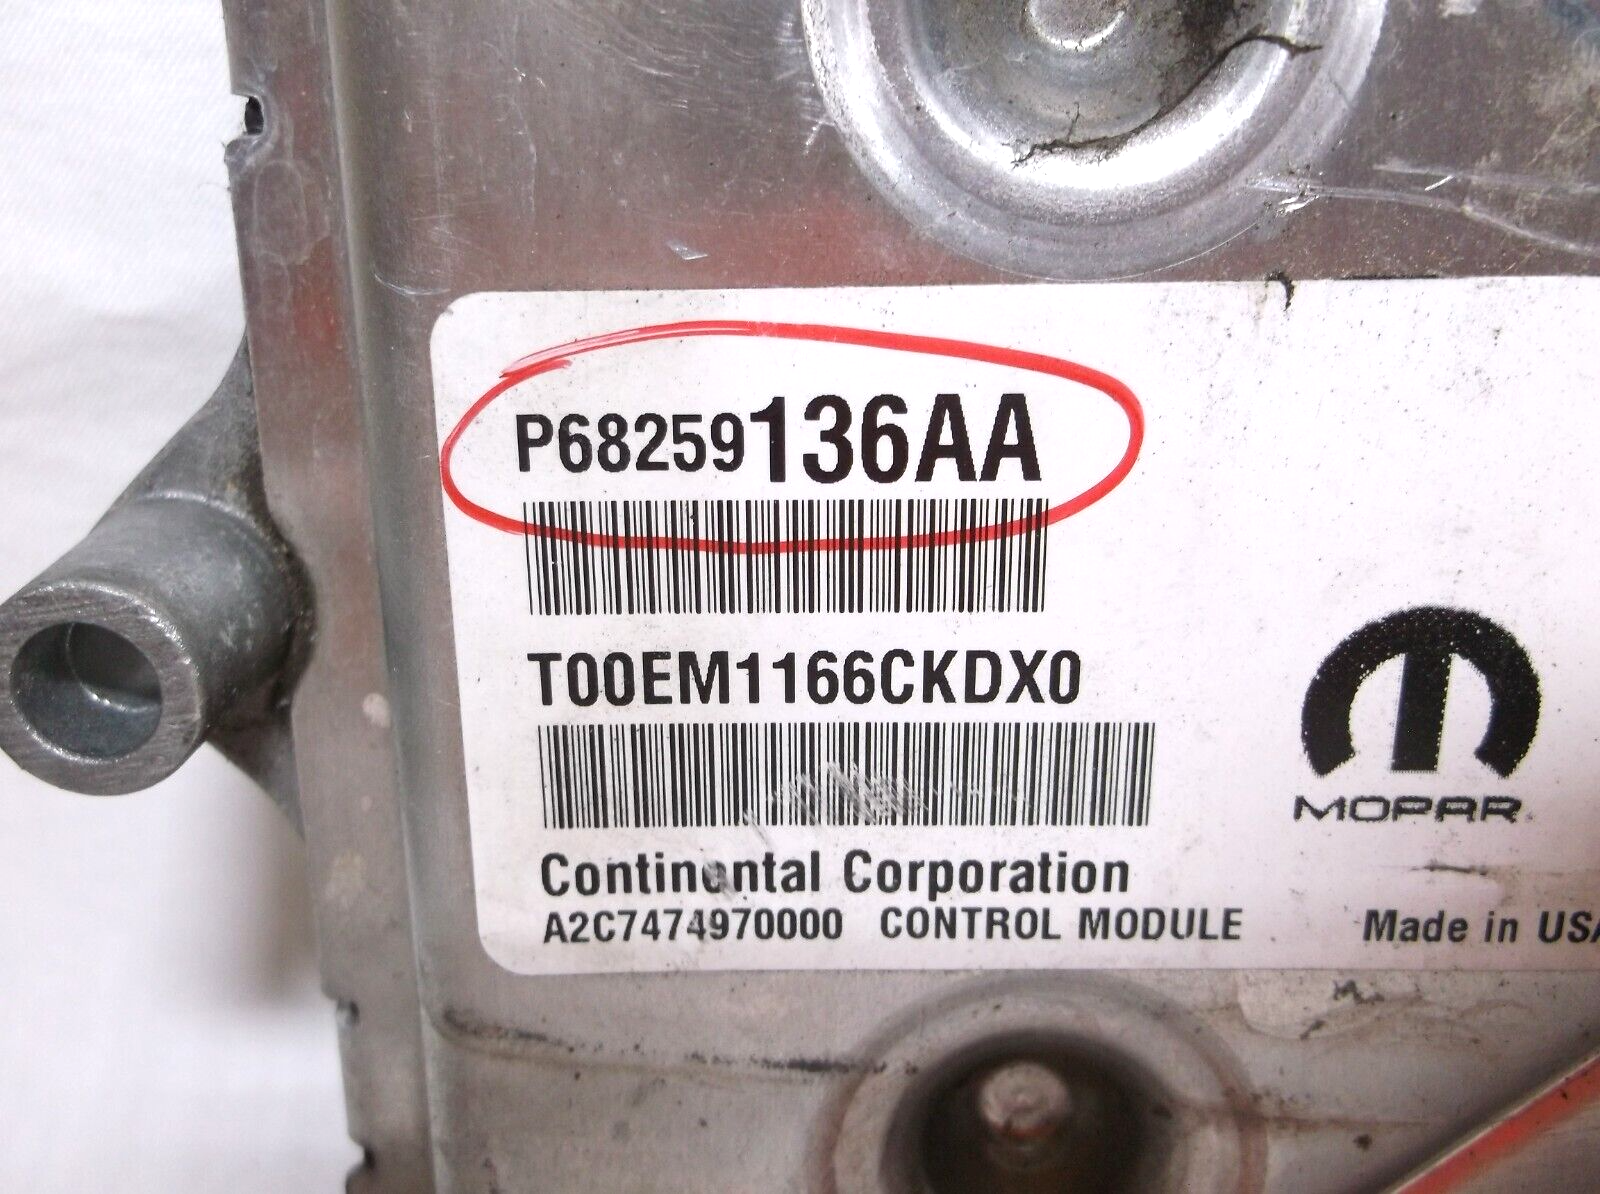 P68259136AA
T00EM1166CKDX0
MOPAR
Continental Corporation
A2C7474970000 CONTROL MODULE Made in USA